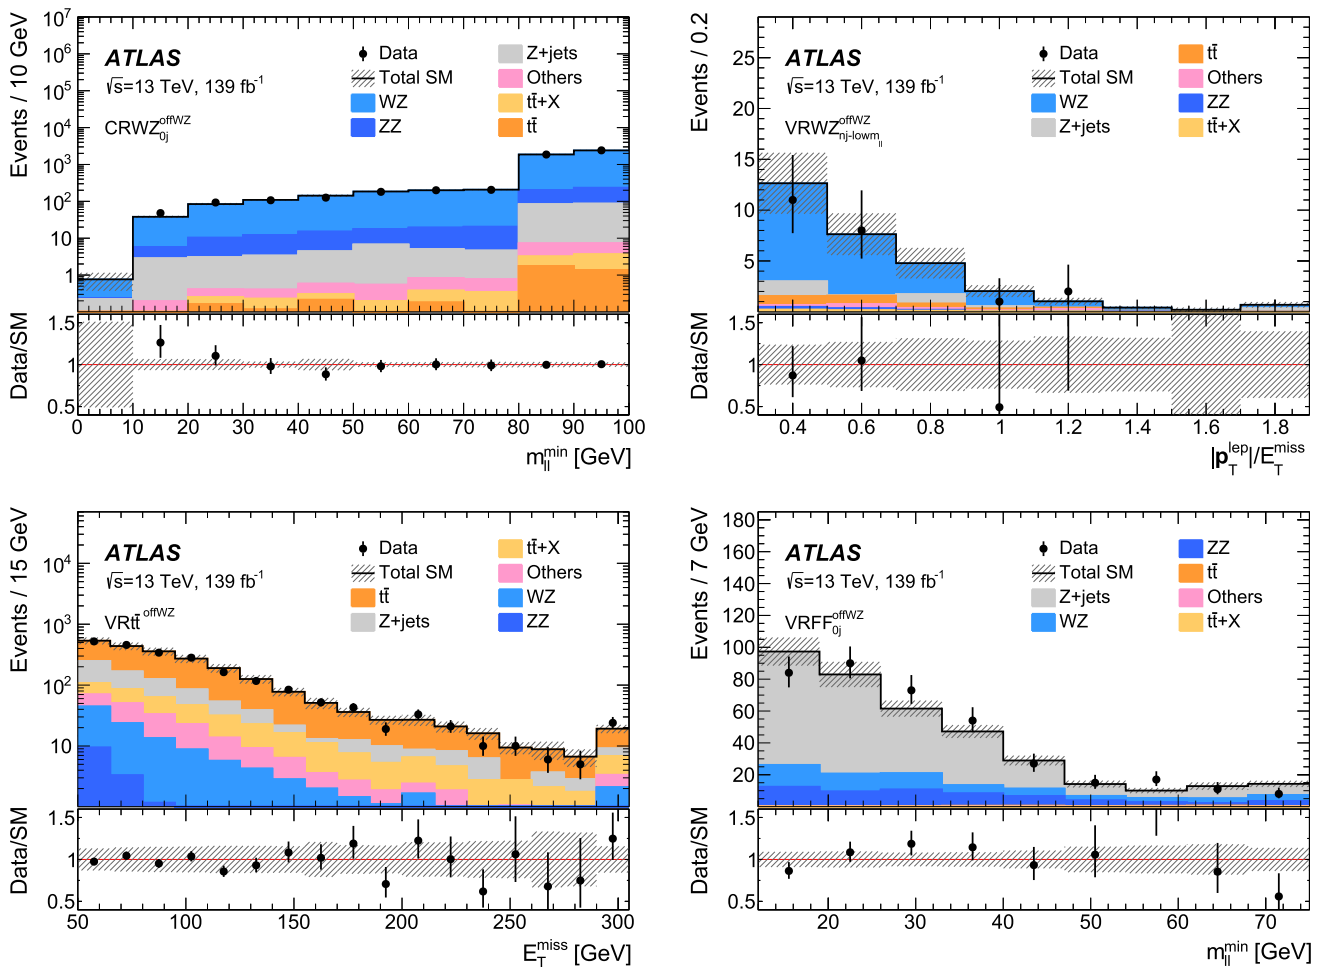 Events / 10 GeV
10^7
10^6
10^5
10^4
10^3
10^2
10
1
ATLAS
√s=13 TeV, 139 fb^-1
CRWZ_0j^offWZ
Data
Total SM
WZ
ZZ
Z+jets
Others
tt̄+X
tt̄
Data/SM
1.5
1
0.5
0 10 20 30 40 50 60 70 80 90 100
m_ll^min [GeV]
Events / 0.2
25
20
15
10
5
ATLAS
√s=13 TeV, 139 fb^-1
VRWZ_nj-lowm_ll^offWZ
Data
Total SM
WZ
Z+jets
tt̄
Others
ZZ
tt̄+X
Data/SM
1.5
1
0.5
0.4 0.6 0.8 1 1.2 1.4 1.6 1.8
|p_T^lep|/E_T^miss
Events / 15 GeV
10^4
10^3
10^2
10
ATLAS
√s=13 TeV, 139 fb^-1
VRtt̄^offWZ
Data
Total SM
tt̄
Z+jets
tt̄+X
Others
WZ
ZZ
Data/SM
1.5
1
0.5
50 100 150 200 250 300
E_T^miss [GeV]
Events / 7 GeV
180
160
140
120
100
80
60
40
20
ATLAS
√s=13 TeV, 139 fb^-1
VRFF_0j^offWZ
Data
Total SM
Z+jets
WZ
ZZ
tt̄
Others
tt̄+X
Data/SM
1.5
1
0.5
20 30 40 50 60 70
m_ll^min [GeV]